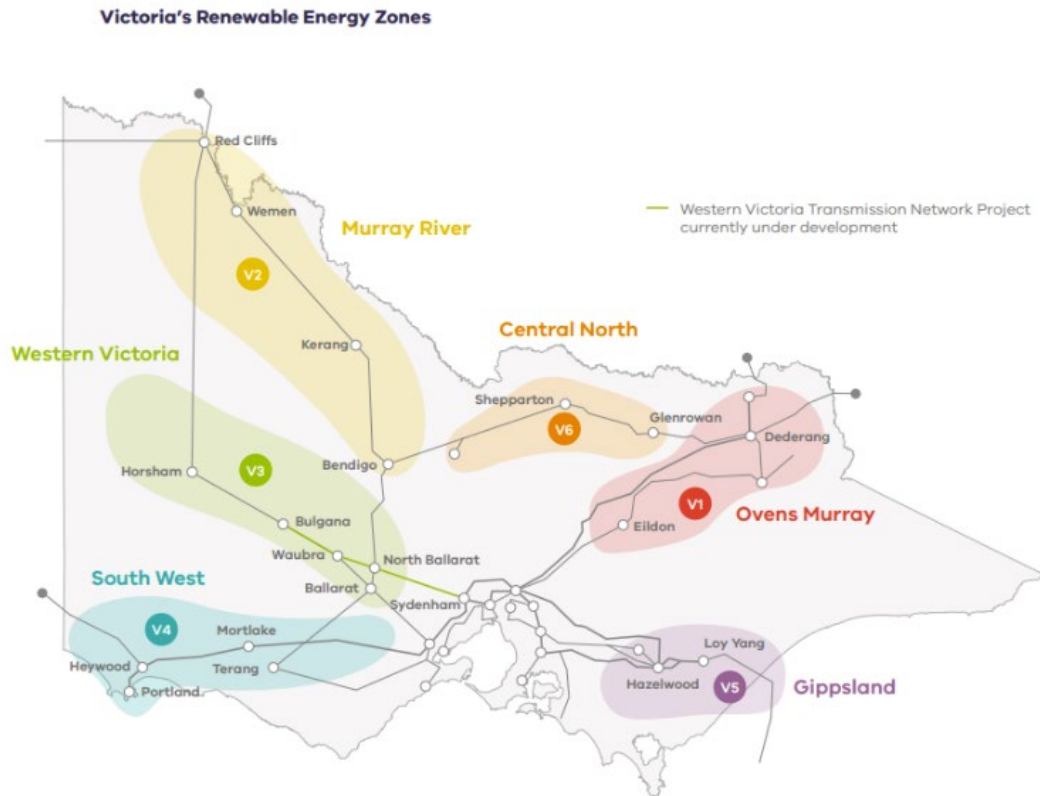 Victoria's Renewable Energy Zones
Red Cliffs
Wemen
Murray River
Western Victoria Transmission Network Project
currently under development
V2
Central North
Kerang
Western Victoria
Shepparton
Glenrowan
V6
Dederang
Bendigo
Horsham
V3
V1
Ovens Murray
Eildon
Bulgana
Waubra
North Ballarat
South West
Ballarat
Sydenham
V4
Mortlake
Loy Yang
Heywood
Terang
Hazelwood
V5
Gippsland
Portland